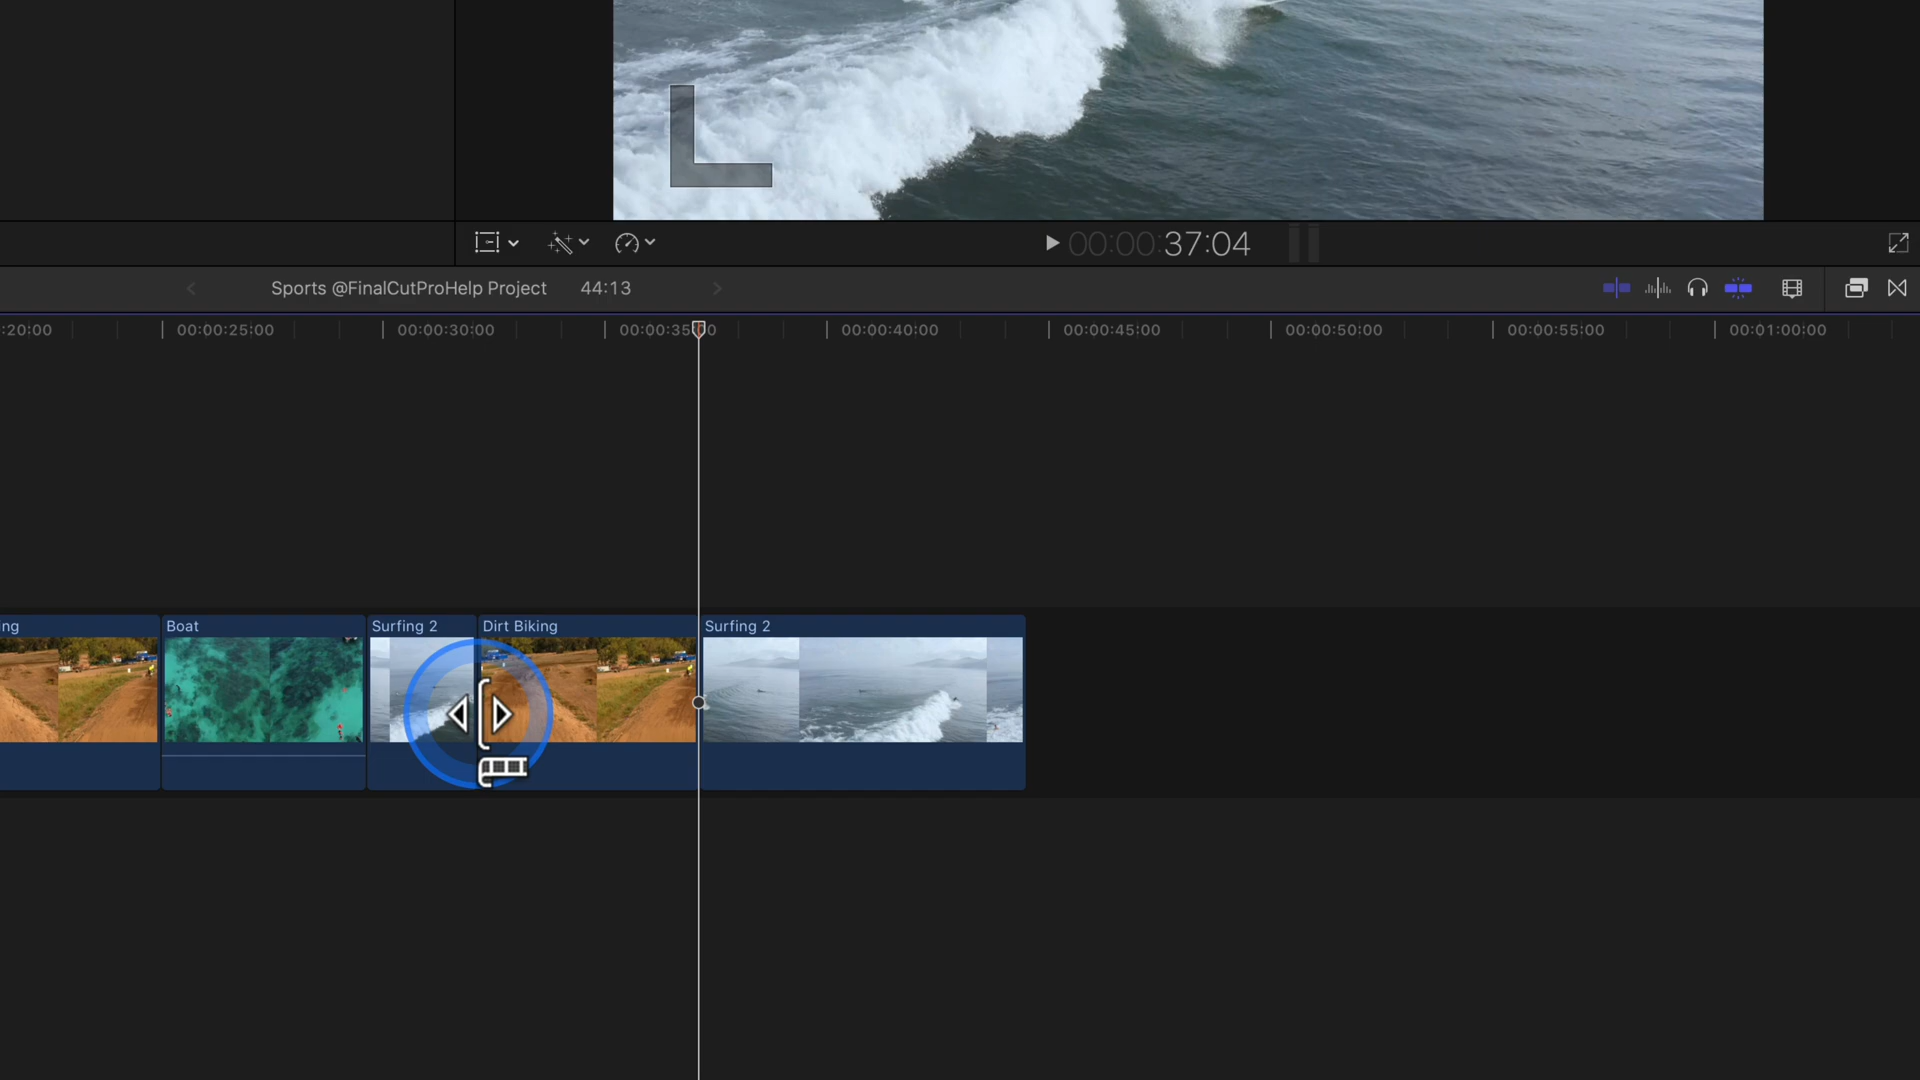 00:00:37:04
Sports @FinalCutProHelp Project 44:13
:20:00 00:00:25:00 00:00:30:00 00:00:35:00 00:00:40:00 00:00:45:00 00:00:50:00 00:00:55:00 00:01:00:00
ng Boat Surfing 2 Dirt Biking Surfing 2